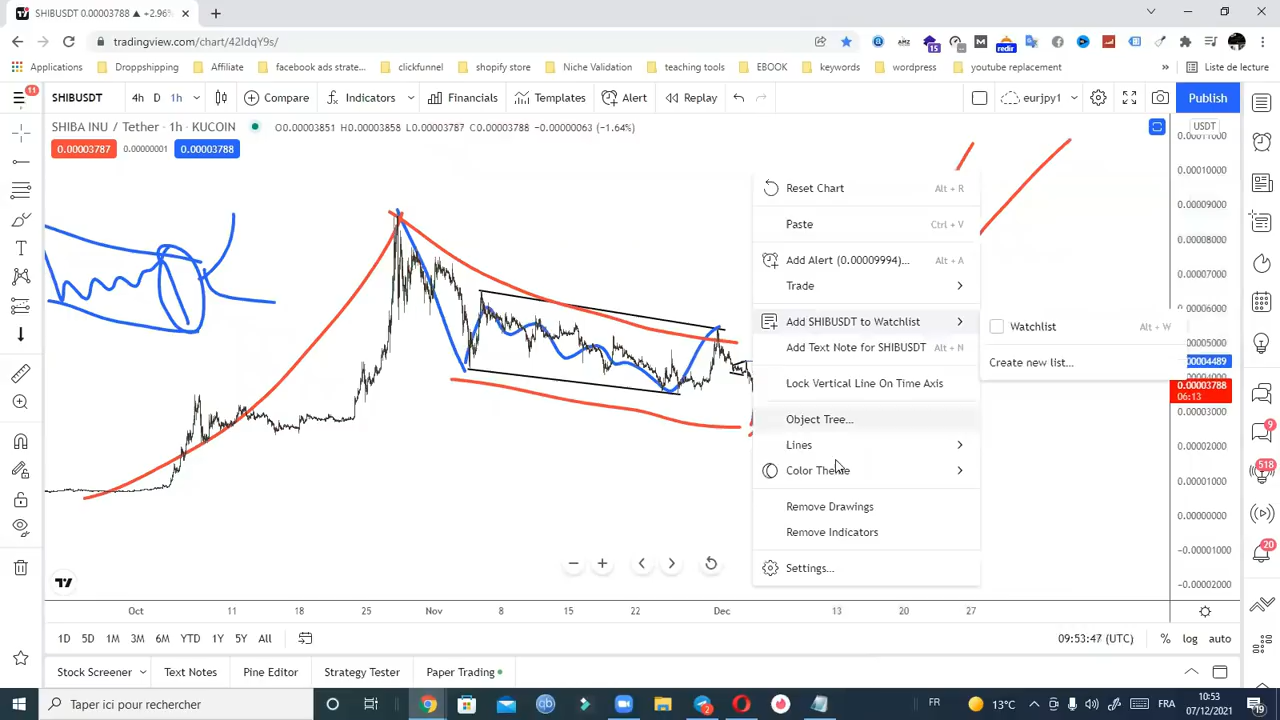 SHIBUSDT 0.00003788 ▲ +2.96%
tradingview.com/chart/42ldqY9s/
15
redir
Applications Droppshipping Affiliate facebook ads strate... clickfunnel shopify store Niche Validation teaching tools EBOOK keywords wordpress youtube replacement » Liste de lecture
11
SHIBUSDT 4h D 1h Compare Indicators Financials Templates Alert Replay eurjpy1 Publish
SHIBA INU / Tether · 1h · KUCOIN O0.00003851 H0.00003858 L0.00003787 C0.00003788 −0.00000063 (−1.64%)
USDT
0.00003787 0.00000001 0.00003788
0.00011000
0.00010000
0.00009000
0.00008000
0.00007000
0.00006000
0.00005000
0.00004489
0.00003788
06:13
0.00003000
0.00002000
0.00001000
0.00000000
−0.00001000
−0.00002000
Reset Chart Alt + R
Paste Ctrl + V
Add Alert (0.00009994)... Alt + A
Trade
Add SHIBUSDT to Watchlist
Watchlist Alt + W
Add Text Note for SHIBUSDT Alt + N
Create new list...
Lock Vertical Line On Time Axis
Object Tree...
Lines
Color Theme
Remove Drawings
Remove Indicators
Settings...
9
518
20
Oct 11 18 25 Nov 8 15 22 Dec 13 20 27
1D 5D 1M 3M 6M YTD 1Y 5Y All 09:53:47 (UTC) % log auto
Stock Screener Text Notes Pine Editor Strategy Tester Paper Trading
Taper ici pour rechercher
2
FR 13°C FRA
10:53
07/12/2021
19